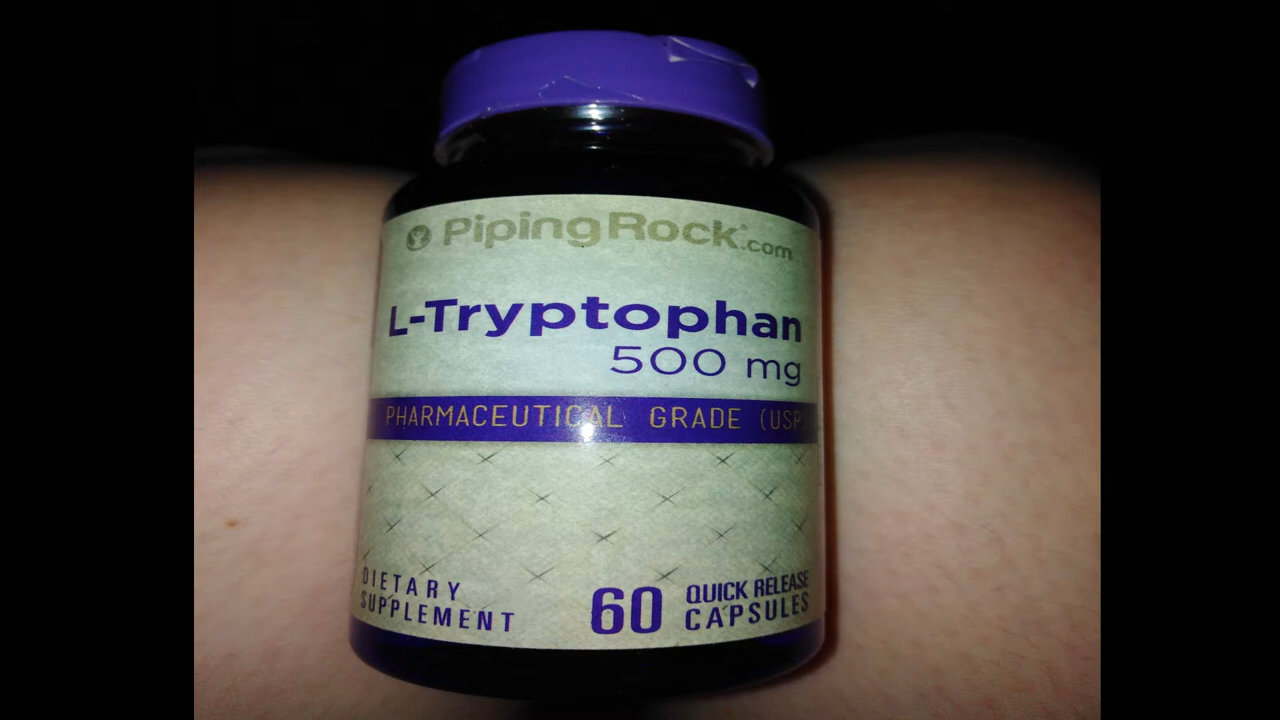 PipingRock.com
L-Tryptophan
500 mg
PHARMACEUTICAL GRADE (USP)
DIETARY
SUPPLEMENT
60
QUICK RELEASE
CAPSULES